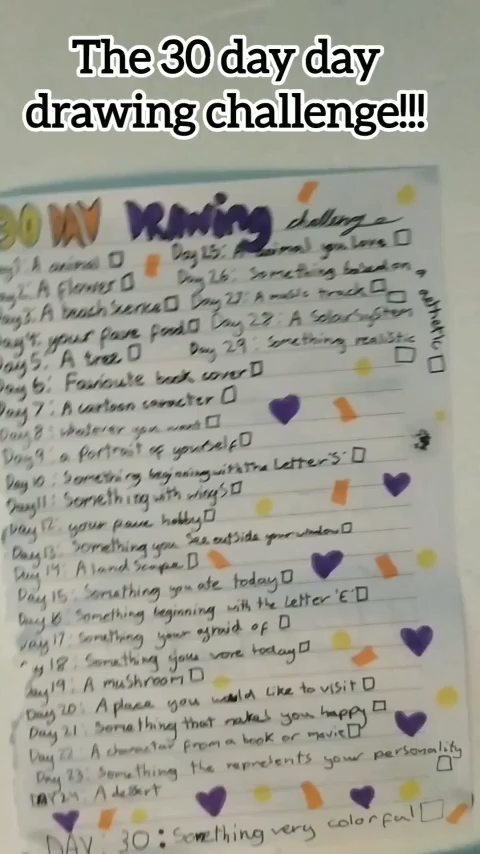 The 30 day day
drawing challenge!!!
30 DAY DRAWING challenge
Day 1: A animal
Day 2: A flower
Day 3: A beach scence
Day 4: your fave food
Day 5: A tree
Day 6: Favioute book cover
Day 7: A cartoon caracter
Day 8: whatever you want
Day 9: a portrait of yourself
Day 10: Something beginning with the Letter 'S'
Day 11: Something with wings
Day 12: your fave hobby
Day 13: Something you see outside your window
Day 14: A land Scape
Day 15: Something you ate today
Day 16: Something beginning with the Letter 'E'
Day 17: Something your afraid of
Day 18: Something you wore today
Day 19: A mushroom
Day 20: A place you would like to visit
Day 21: Something that makes you happy
Day 22: A character from a book or movie
Day 23: Something the reprelents your personality
DAY 24: A dessert
Day 25: A animal you Love
Day 26: Something based on a aesthetic
Day 27: A music track
Day 28: A Solar System
Day 29: Something realistic
DAY: 30: Something very colorful